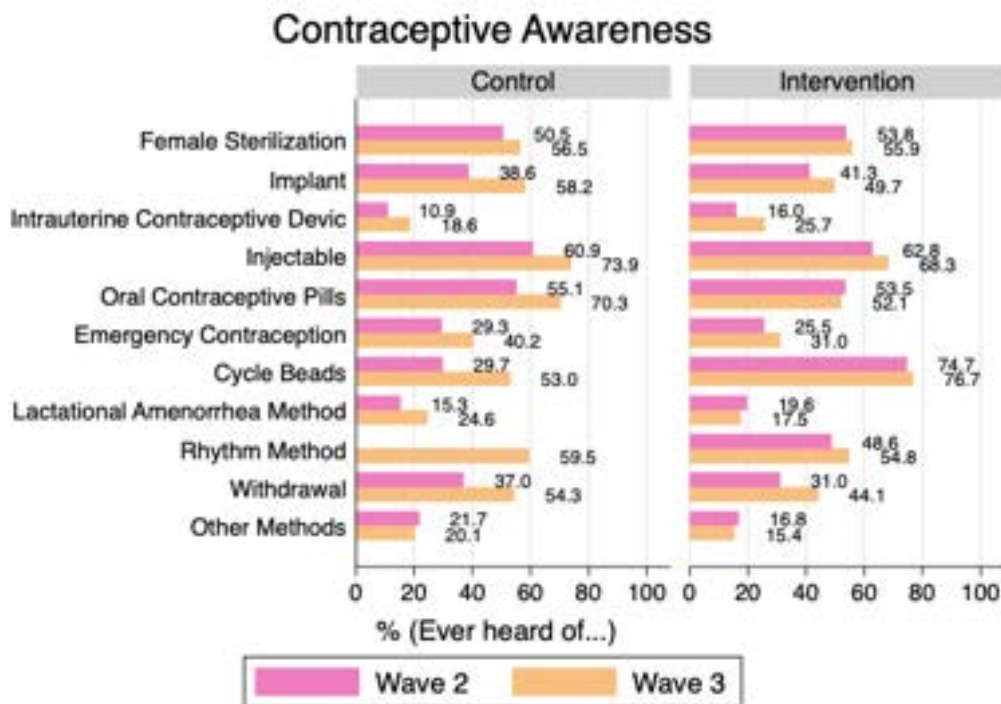 Contraceptive Awareness
Control Intervention
Female Sterilization 50.5 53.8
56.5 55.9
Implant 38.6 41.3
58.2 49.7
Intrauterine Contraceptive Devic 10.9 16.0
18.6 25.7
Injectable 60.9 62.8
73.9 68.3
Oral Contraceptive Pills 55.1 53.5
70.3 52.1
Emergency Contraception 29.3 25.5
40.2 31.0
Cycle Beads 29.7 74.7
53.0 76.7
Lactational Amenorrhea Method 15.3 19.6
24.6 17.5
Rhythm Method 48.6
59.5 54.8
Withdrawal 37.0 31.0
54.3 44.1
Other Methods 21.7 16.8
20.1 15.4
0 20 40 60 80 100 0 20 40 60 80 100
% (Ever heard of...)
Wave 2 Wave 3